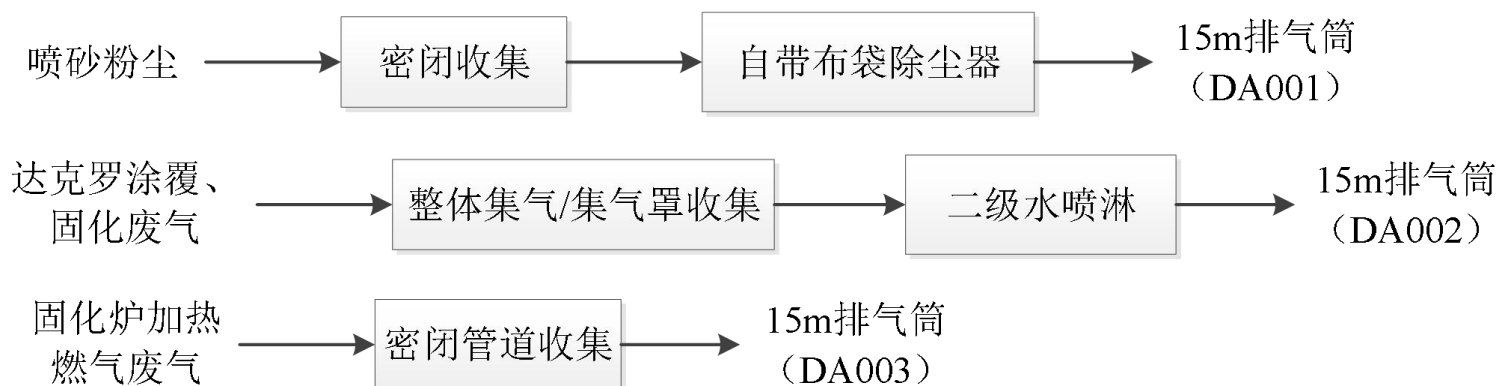 喷砂粉尘
密闭收集
自带布袋除尘器
15m排气筒
（DA001）
达克罗涂覆、
固化废气
整体集气/集气罩收集
二级水喷淋
15m排气筒
（DA002）
固化炉加热
燃气废气
密闭管道收集
15m排气筒
（DA003）